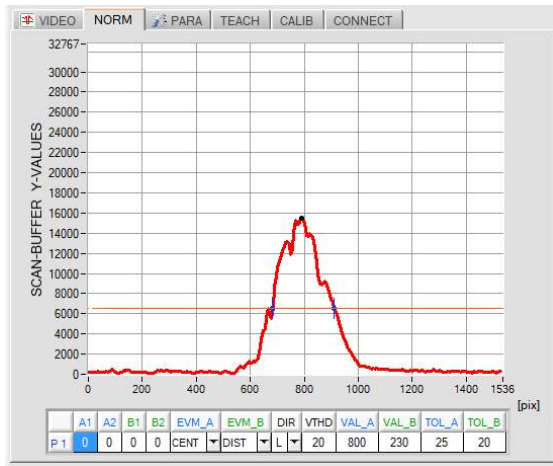 VIDEO NORM PARA TEACH CALIB CONNECT
SCAN-BUFFER Y-VALUES
32767
30000
28000
26000
24000
22000
20000
18000
16000
14000
12000
10000
8000
6000
4000
2000
0
0 200 400 600 800 1000 1200 1400 1536
[pix]
A1 A2 B1 B2 EVM_A EVM_B DIR VTHD VAL_A VAL_B TOL_A TOL_B
P 1 0 0 0 0 CENT DIST L 20 800 230 25 20